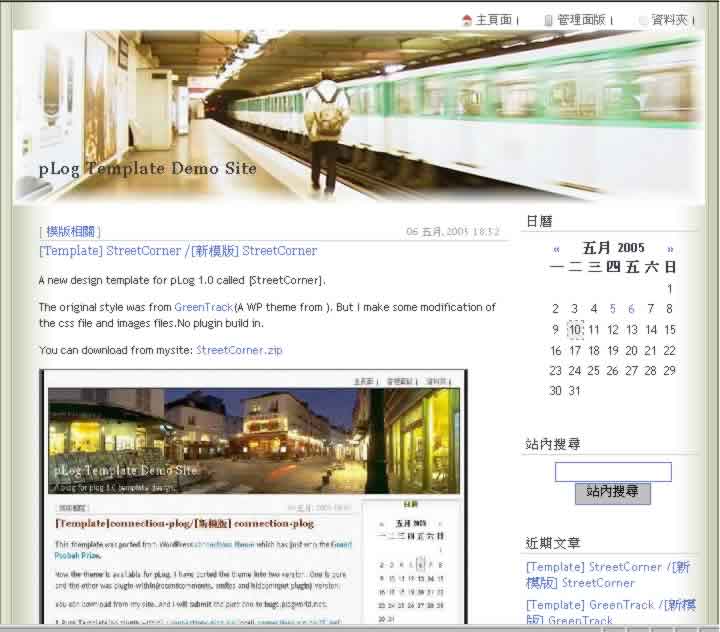 主頁面 |
管理面版 |
資料夾 |
pLog Template Demo Site
[ 模版相關 ]
06 五月, 2005 18:52
[Template] StreetCorner /[新模版] StreetCorner
A new design template for pLog 1.0 called [StreetCorner].
The original style was from GreenTrack(A WP theme from ). But I make some modification of
the css file and images files.No plugin build in.
You can download from mysite: StreetCorner.zip
主頁面 | 管理面版 | 資料夾 |
pLog Template Demo Site
A blog for plog 1.0 template design.
[Template]connection-plog/[新模版] connection-plog
This theme was ported from WordPress connections theme which has just won the Grand
Poobah Prize.
Now the theme is available for pLog. I have ported the theme into two version. One is pure
and the other was plugin-within(recentcomments, smilies and hiddeninput plugin) version.
You can download from my site. And I will submit the pure one to bugs.plogworld.net.
日曆
五月 2005
日曆
« 五月 2005 »
一 二 三 四 五 六 日
1
2 3 4 5 6 7 8
9 10 11 12 13 14 15
16 17 18 19 20 21 22
23 24 25 26 27 28 29
30 31
站內搜尋
站內搜尋
近期文章
[Template] StreetCorner /[新
模版] StreetCorner
[Template] GreenTrack /[新模
版] GreenTrack